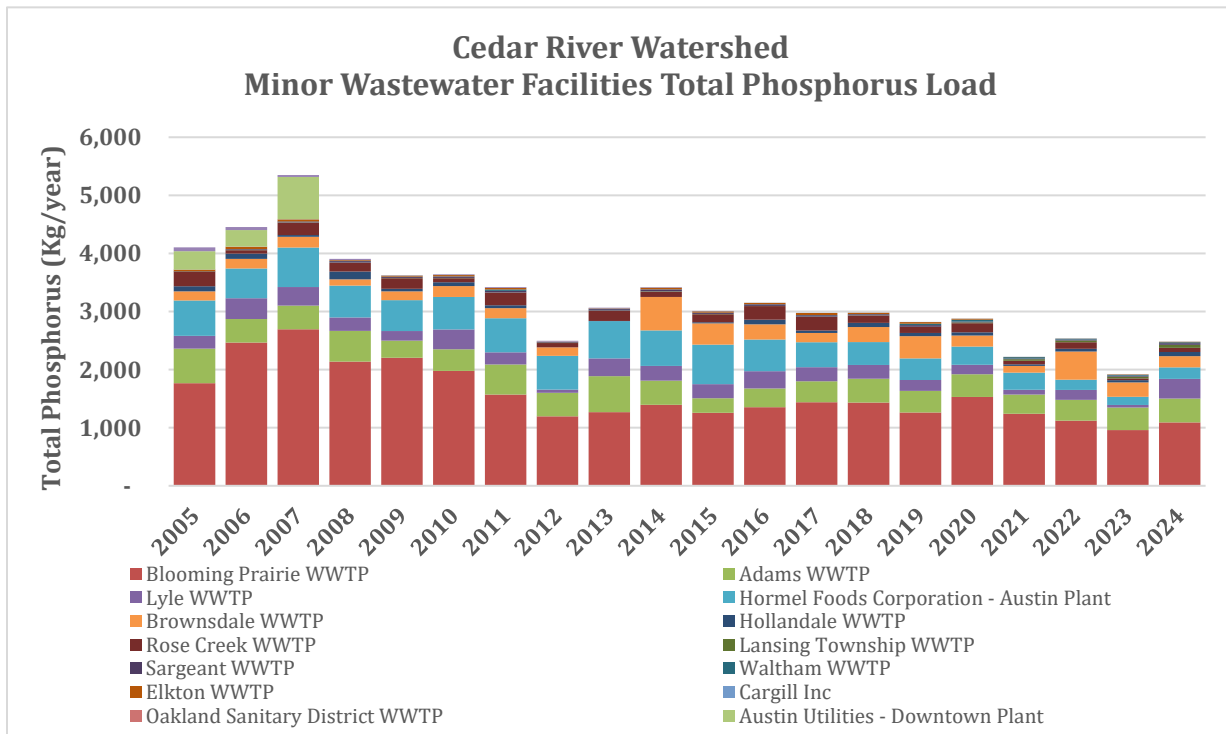 Cedar River Watershed
Minor Wastewater Facilities Total Phosphorus Load
Total Phosphorus (Kg/year)
6,000
5,000
4,000
3,000
2,000
1,000
-
2005 2006 2007 2008 2009 2010 2011 2012 2013 2014 2015 2016 2017 2018 2019 2020 2021 2022 2023 2024
Blooming Prairie WWTP Adams WWTP
Lyle WWTP Hormel Foods Corporation - Austin Plant
Brownsdale WWTP Hollandale WWTP
Rose Creek WWTP Lansing Township WWTP
Sargeant WWTP Waltham WWTP
Elkton WWTP Cargill Inc
Oakland Sanitary District WWTP Austin Utilities - Downtown Plant